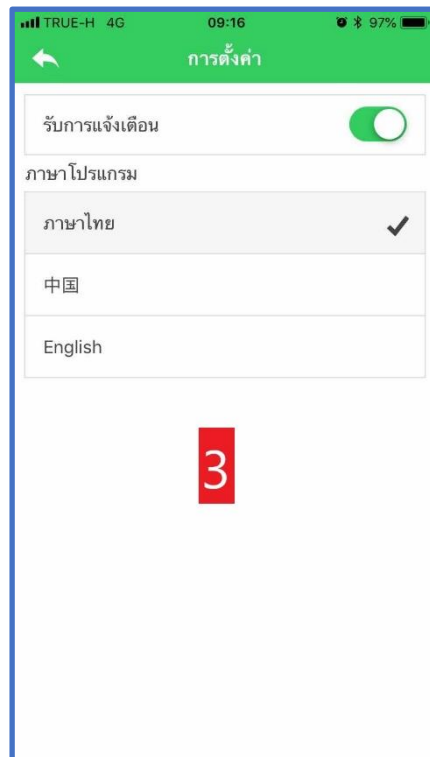 TRUE-H 4G 09:16 97%
การตั้งค่า
รับการแจ้งเตือน
ภาษาโปรแกรม
ภาษาไทย
中国
English
3